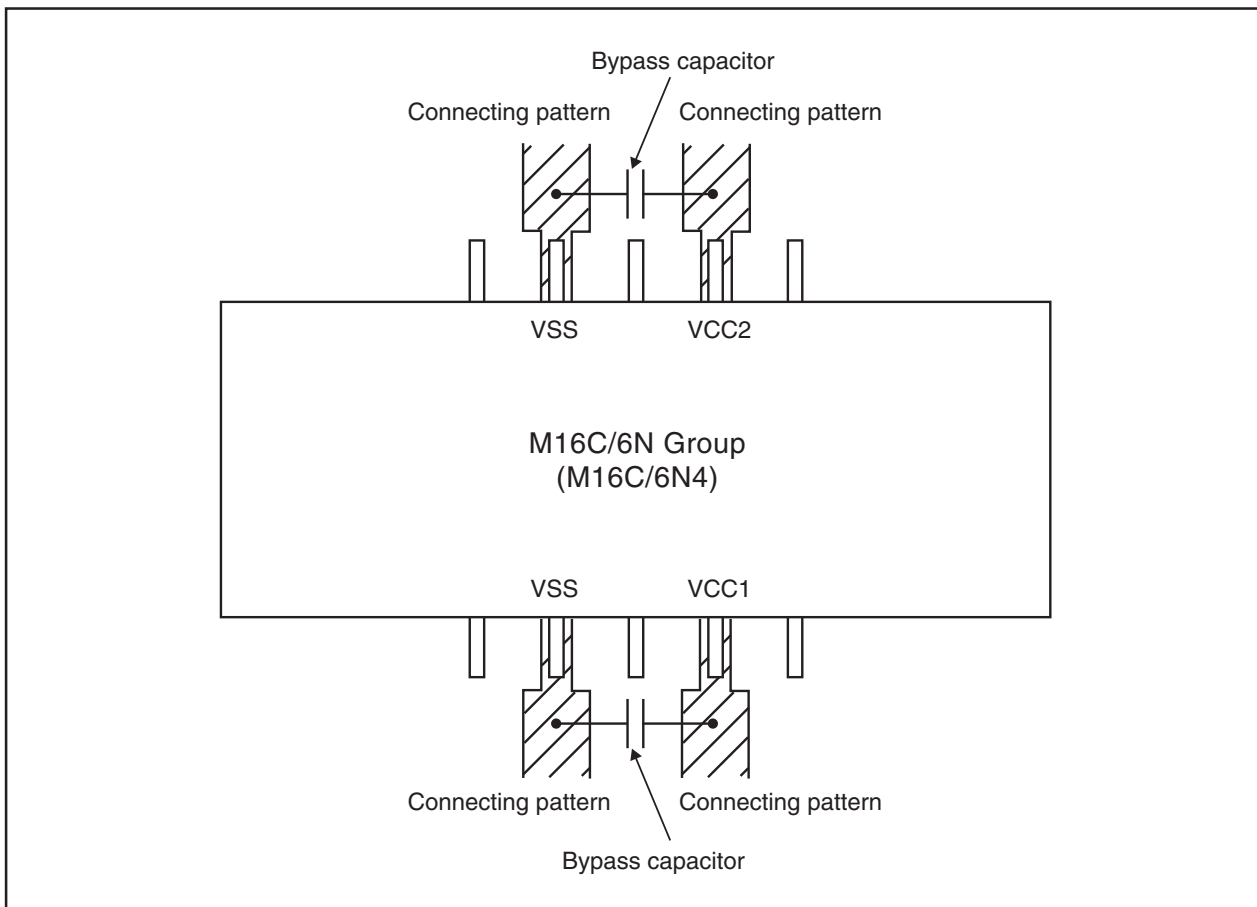 Bypass capacitor
Connecting pattern
Connecting pattern
VSS
VCC2
M16C/6N Group
(M16C/6N4)
VSS
VCC1
Connecting pattern
Connecting pattern
Bypass capacitor